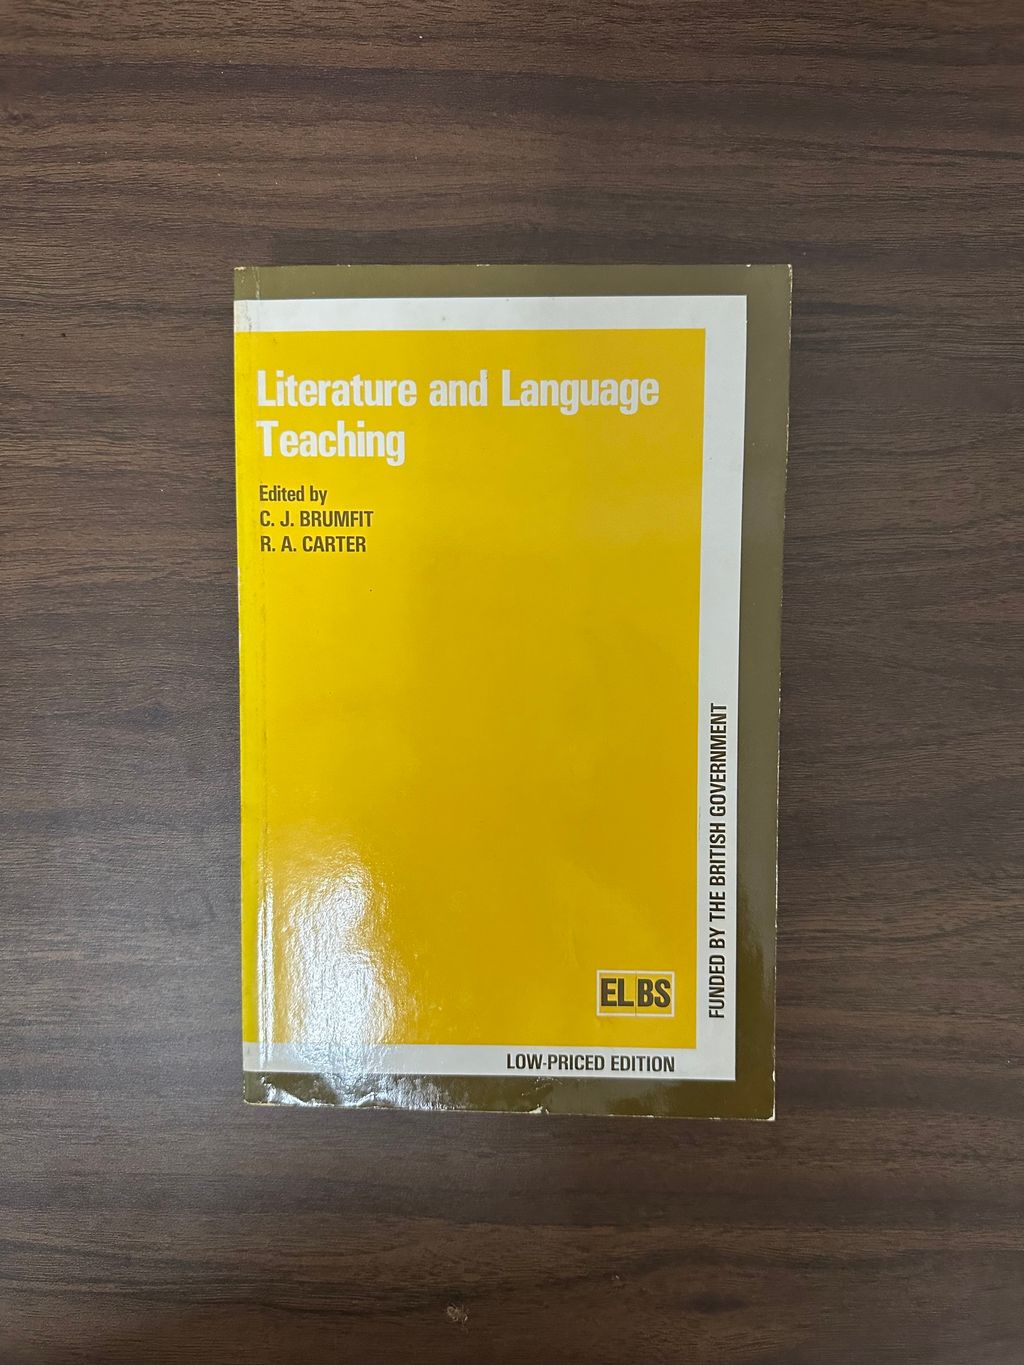 Literature and Language
Teaching
Edited by
C. J. BRUMFIT
R. A. CARTER
FUNDED BY THE BRITISH GOVERNMENT
ELBS
LOW-PRICED EDITION